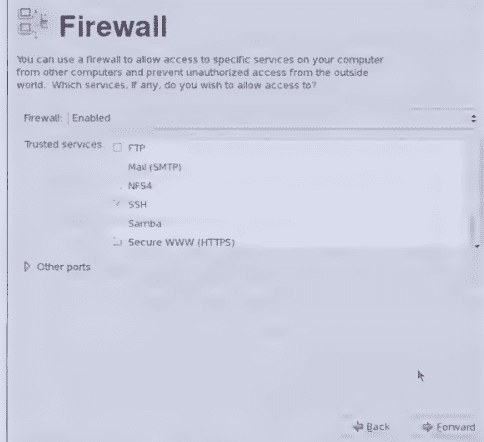 Firewall
You can use a firewall to allow access to specific services on your computer
from other computers and prevent unauthorized access from the outside
world. Which services, if any, do you wish to allow access to?
Firewall: Enabled
Trusted services: FTP
Mail (SMTP)
NFS4
SSH
Samba
Secure WWW (HTTPS)
Other ports
Back Forward